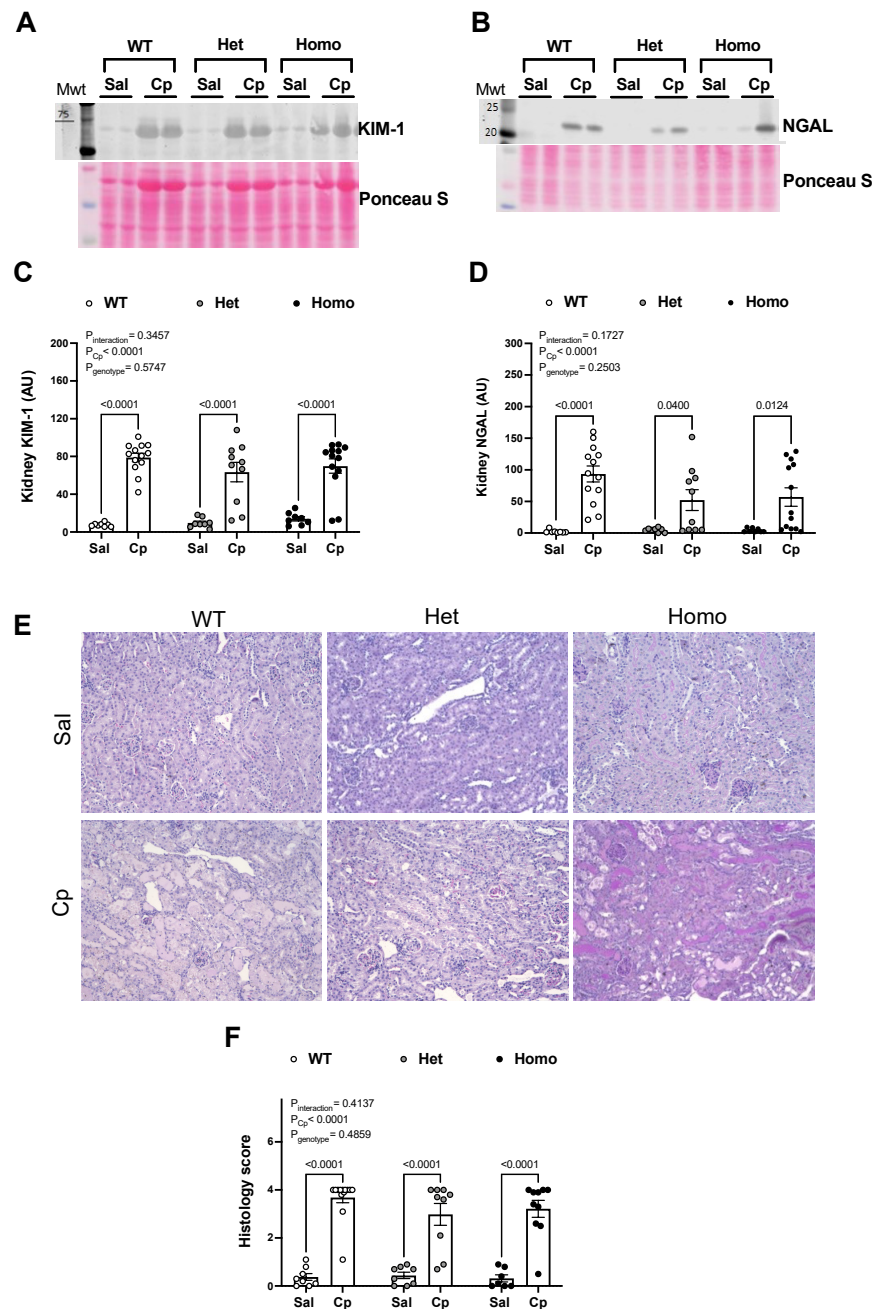 A
WT Het Homo
Sal Cp Sal Cp Sal Cp
Mwt
75
KIM-1
Ponceau S
B
WT Het Homo
Sal Cp Sal Cp Sal Cp
Mwt
25
20
NGAL
Ponceau S
C
WT Het Homo
Pinteraction = 0.3457
PCp < 0.0001
Pgenotype = 0.5747
Kidney KIM-1 (AU)
200
160
120
80
40
0
<0.0001 <0.0001 <0.0001
Sal Cp Sal Cp Sal Cp
D
WT Het Homo
Pinteraction = 0.1727
PCp < 0.0001
Pgenotype = 0.2503
Kidney NGAL (AU)
300
250
200
150
100
50
0
<0.0001 0.0400 0.0124
Sal Cp Sal Cp Sal Cp
E
WT Het Homo
Sal
Cp
F
WT Het Homo
Pinteraction = 0.4137
PCp < 0.0001
Pgenotype = 0.4859
Histology score
6
4
2
0
<0.0001 <0.0001 <0.0001
Sal Cp Sal Cp Sal Cp